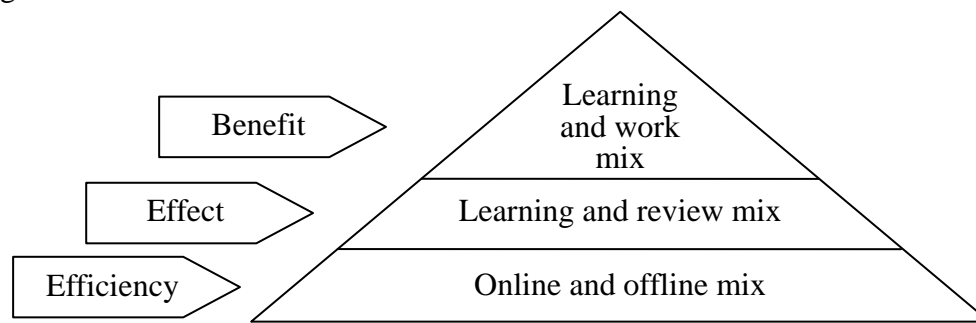 Learning
and work
mix
Benefit
Effect
Learning and review mix
Efficiency
Online and offline mix